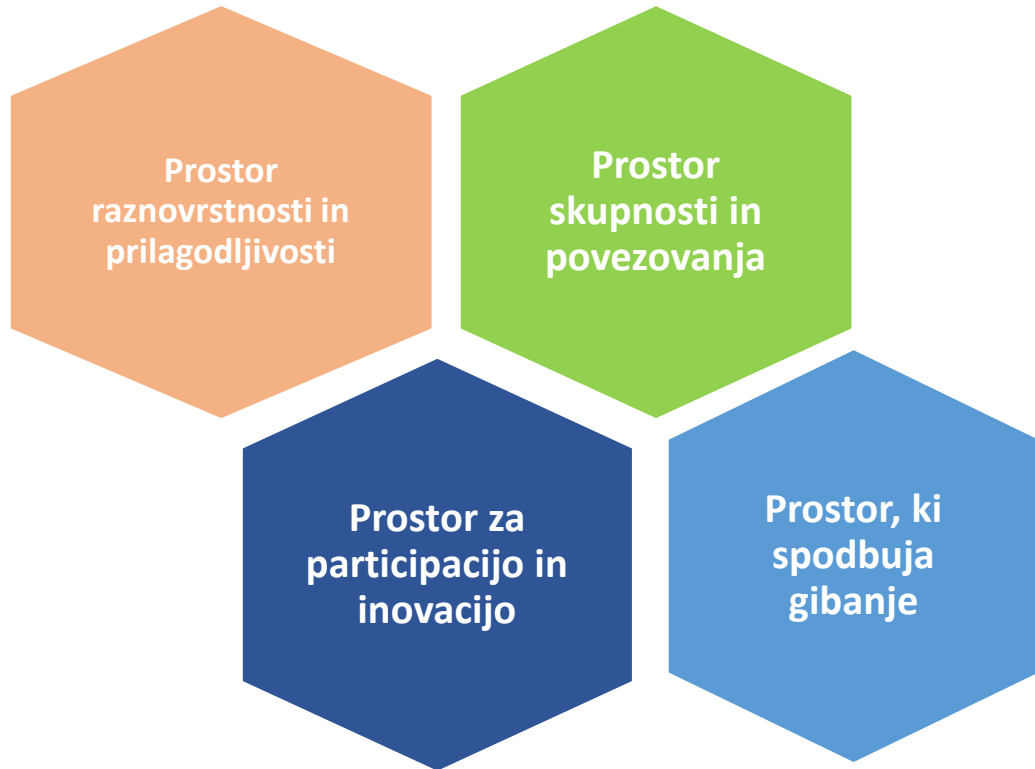 Prostor
raznovrstnosti in
prilagodljivosti
Prostor
skupnosti in
povezovanja
Prostor za
participacijo in
inovacijo
Prostor, ki
spodbuja
gibanje